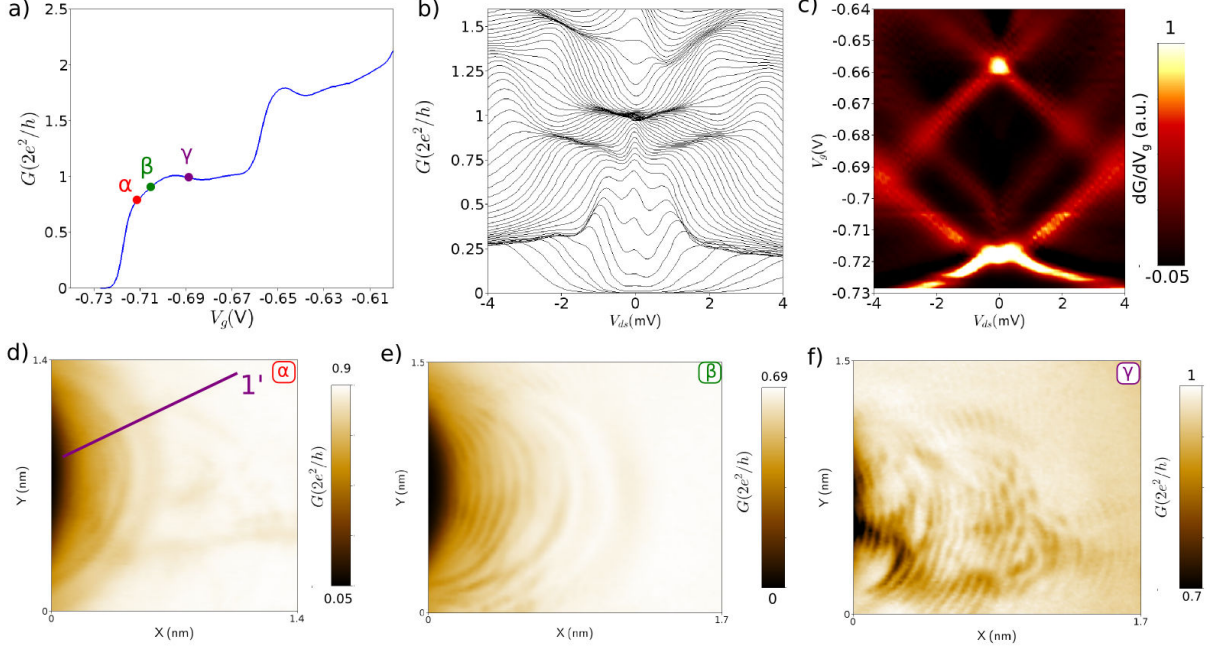 a)
G(2e²/h)
2.5
2
1.5
1
0.5
0
α
β
γ
-0.73
-0.71
-0.69
-0.67
-0.65
-0.63
-0.61
V_g(V)
b)
G(2e²/h)
1.5
1.25
1
0.75
0.5
0.25
0
-4
-2
0
2
4
V_ds(mV)
c)
V_g(V)
-0.64
-0.65
-0.66
-0.67
-0.68
-0.69
-0.7
-0.71
-0.72
-0.73
-4
-2
0
2
4
V_ds(mV)
1
dG/dV_g (a.u.)
-0.05
d)
1.4
Y (nm)
0
0
1.4
X (nm)
1'
α
0.9
G(2e²/h)
0.05
e)
1.5
Y (nm)
0
0
1.7
X (nm)
β
0.69
G(2e²/h)
0
f)
1.5
Y (nm)
0
0
1.7
X (nm)
γ
1
G(2e²/h)
0.7